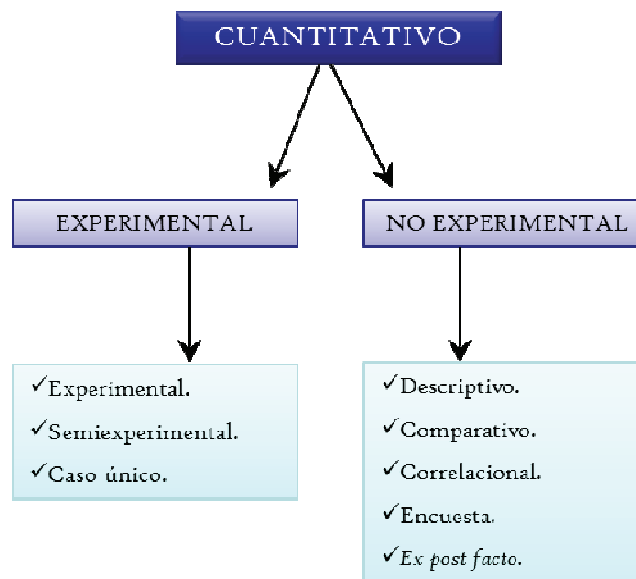 CUANTITATIVO
EXPERIMENTAL
NO EXPERIMENTAL
✓Experimental.
✓Semiexperimental.
✓Caso único.
✓Descriptivo.
✓Comparativo.
✓Correlacional.
✓Encuesta.
✓Ex post facto.